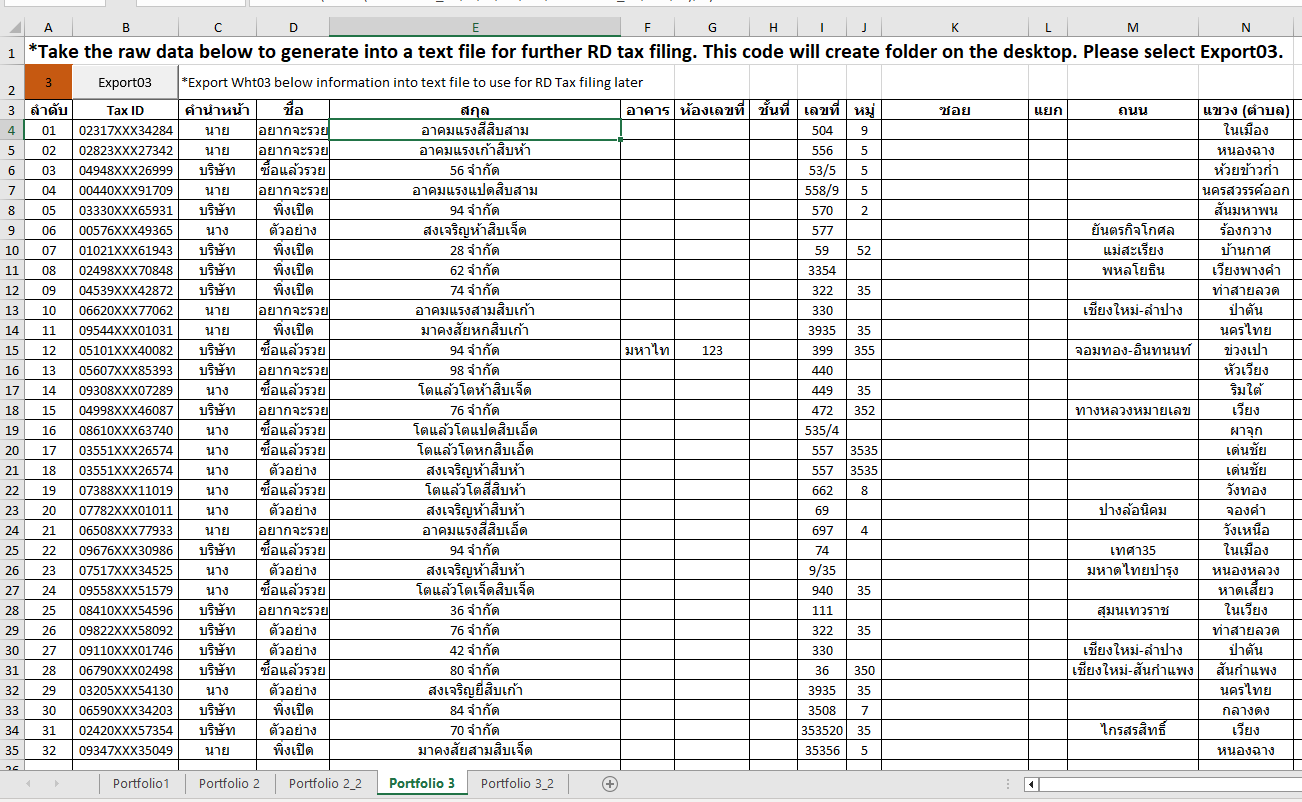 A B C D E F G H I J K L M N
1 *Take the raw data below to generate into a text file for further RD tax filing. This code will create folder on the desktop. Please select Export03.
2 3 Export03 *Export Wht03 below information into text file to use for RD Tax filing later
3 ลำดับ Tax ID คำนำหน้า ชื่อ สกุล อาคาร ห้องเลขที่ ชั้นที่ เลขที่ หมู่ ซอย แยก ถนน แขวง (ตำบล)
4 01 02317XXX34284 นาย อยากจะรวย อาคมแรงสี่สิบสาม 504 9 ในเมือง
5 02 02823XXX27342 นาย อยากจะรวย อาคมแรงเก้าสิบห้า 556 5 หนองฉาง
6 03 04948XXX26999 บริษัท ซื้อแล้วรวย 56 จำกัด 53/5 5 ห้วยข้าวก่ำ
7 04 00440XXX91709 นาย อยากจะรวย อาคมแรงแปดสิบสาม 558/9 5 นครสวรรค์ออก
8 05 03330XXX65931 บริษัท พึ่งเปิด 94 จำกัด 570 2 สันมหาพน
9 06 00576XXX49365 นาง ตัวอย่าง สงเจริญห้าสิบเจ็ด 577 ยันตรกิจโกศล ร้องกวาง
10 07 01021XXX61943 บริษัท พึ่งเปิด 28 จำกัด 59 52 แม่สะเรียง บ้านกาศ
11 08 02498XXX70848 บริษัท พึ่งเปิด 62 จำกัด 3354 พหลโยธิน เวียงพางคำ
12 09 04539XXX42872 บริษัท พึ่งเปิด 74 จำกัด 322 35 ท่าสายลวด
13 10 06620XXX77062 นาย อยากจะรวย อาคมแรงสามสิบเก้า 330 เชียงใหม่-ลำปาง ป่าตัน
14 11 09544XXX01031 นาย พึ่งเปิด มาคงสัยหกสิบเก้า 3935 35 นครไทย
15 12 05101XXX40082 บริษัท ซื้อแล้วรวย 94 จำกัด มหาไท 123 399 355 จอมทอง-อินทนนท์ ข่วงเปา
16 13 05607XXX85393 บริษัท อยากจะรวย 98 จำกัด 440 หัวเวียง
17 14 09308XXX07289 นาง ซื้อแล้วรวย โตแล้วโตห้าสิบเจ็ด 449 35 ริมใต้
18 15 04998XXX46087 บริษัท อยากจะรวย 76 จำกัด 472 352 ทางหลวงหมายเลข เวียง
19 16 08610XXX63740 นาง ซื้อแล้วรวย โตแล้วโตแปดสิบเอ็ด 535/4 ผาจุก
20 17 03551XXX26574 นาง ซื้อแล้วรวย โตแล้วโตหกสิบเอ็ด 557 3535 เด่นชัย
21 18 03551XXX26574 นาง ตัวอย่าง สงเจริญห้าสิบห้า 557 3535 เด่นชัย
22 19 07388XXX11019 นาง ซื้อแล้วรวย โตแล้วโตสี่สิบห้า 662 8 วังทอง
23 20 07782XXX01011 นาง ตัวอย่าง สงเจริญห้าสิบห้า 69 ปางล้อนิคม จองคำ
24 21 06508XXX77933 นาย อยากจะรวย อาคมแรงสี่สิบเอ็ด 697 4 วังเหนือ
25 22 09676XXX30986 บริษัท ซื้อแล้วรวย 94 จำกัด 74 เทศา35 ในเมือง
26 23 07517XXX34525 นาง ตัวอย่าง สงเจริญห้าสิบห้า 9/35 มหาดไทยบำรุง หนองหลวง
27 24 09558XXX51579 นาง ซื้อแล้วรวย โตแล้วโตเจ็ดสิบเจ็ด 940 35 หาดเสี้ยว
28 25 08410XXX54596 บริษัท อยากจะรวย 36 จำกัด 111 สุมนเทวราช ในเวียง
29 26 09822XXX58092 บริษัท ตัวอย่าง 76 จำกัด 322 35 ท่าสายลวด
30 27 09110XXX01746 บริษัท ตัวอย่าง 42 จำกัด 330 เชียงใหม่-ลำปาง ป่าตัน
31 28 06790XXX02498 บริษัท ซื้อแล้วรวย 80 จำกัด 36 350 เชียงใหม่-สันกำแพง สันกำแพง
32 29 03205XXX54130 นาง ตัวอย่าง สงเจริญยี่สิบเก้า 3935 35 นครไทย
33 30 06590XXX34203 บริษัท พึ่งเปิด 84 จำกัด 3508 7 กลางดง
34 31 02420XXX57354 บริษัท ตัวอย่าง 70 จำกัด 353520 35 ไกรสรสิทธิ์ เวียง
35 32 09347XXX35049 นาย พึ่งเปิด มาคงสัยสามสิบเจ็ด 35356 5 หนองฉาง
Portfolio1 Portfolio 2 Portfolio 2_2 Portfolio 3 Portfolio 3_2